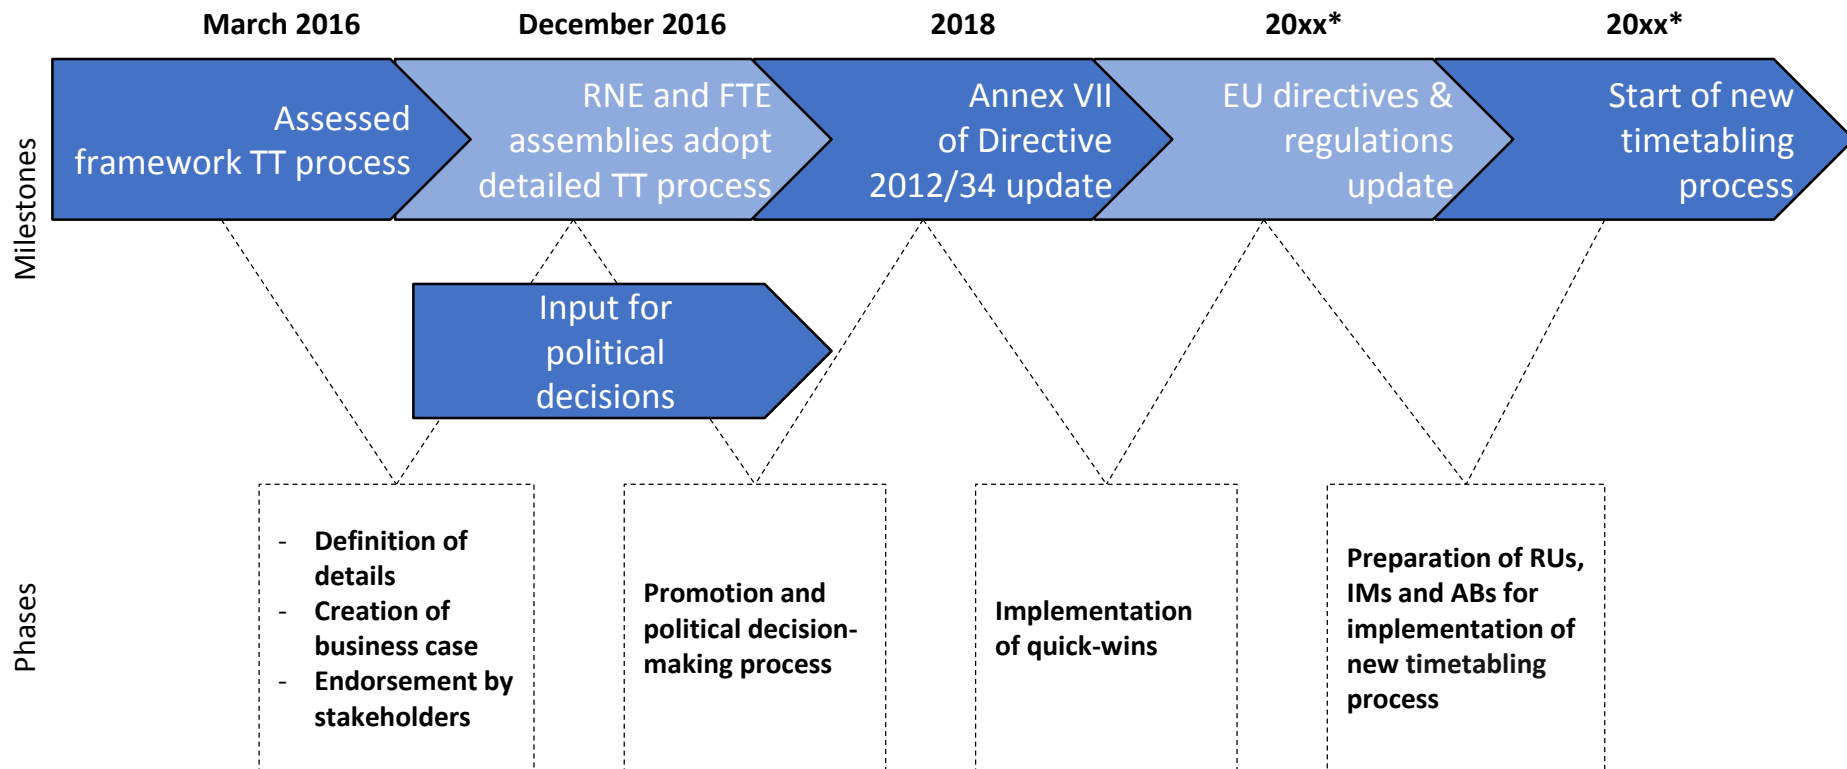 March 2016
December 2016
2018
20xx*
20xx*
Milestones
Assessed
framework TT process
RNE and FTE
assemblies adopt
detailed TT process
Annex VII
of Directive
2012/34 update
EU directives &
regulations
update
Start of new
timetabling
process
Input for
political
decisions
Phases
- Definition of
details
- Creation of
business case
- Endorsement by
stakeholders
Promotion and
political decision-
making process
Implementation
of quick-wins
Preparation of RUs,
IMs and ABs for
implementation of
new timetabling
process